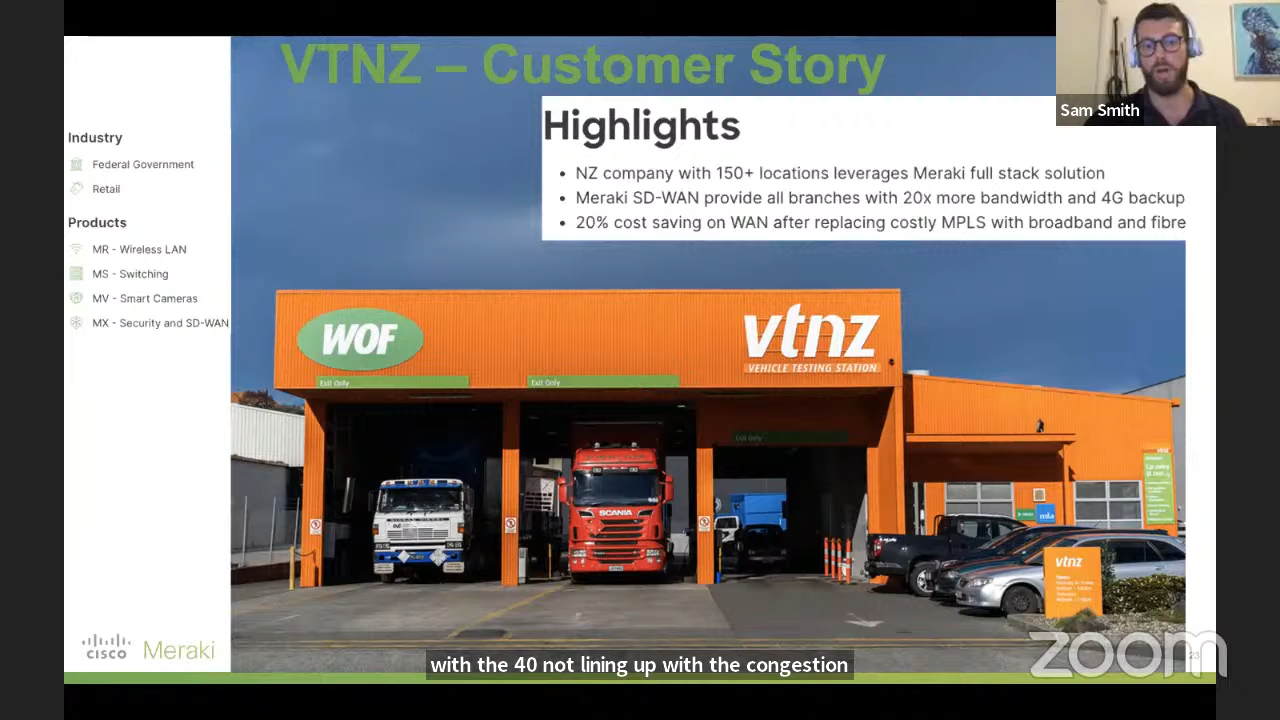 VTNZ – Customer Story
Sam Smith
Highlights
• NZ company with 150+ locations leverages Meraki full stack solution
• Meraki SD-WAN provide all branches with 20x more bandwidth and 4G backup
• 20% cost saving on WAN after replacing costly MPLS with broadband and fibre
Industry
Federal Government
Retail
Products
MR - Wireless LAN
MS - Switching
MV - Smart Cameras
MX - Security and SD-WAN
WOF
vtnz
VEHICLE TESTING STATION
Exit Only
Exit Only
Exit Only
SCANIA
vtnz
CISCO Meraki
zoom
23
with the 40 not lining up with the congestion